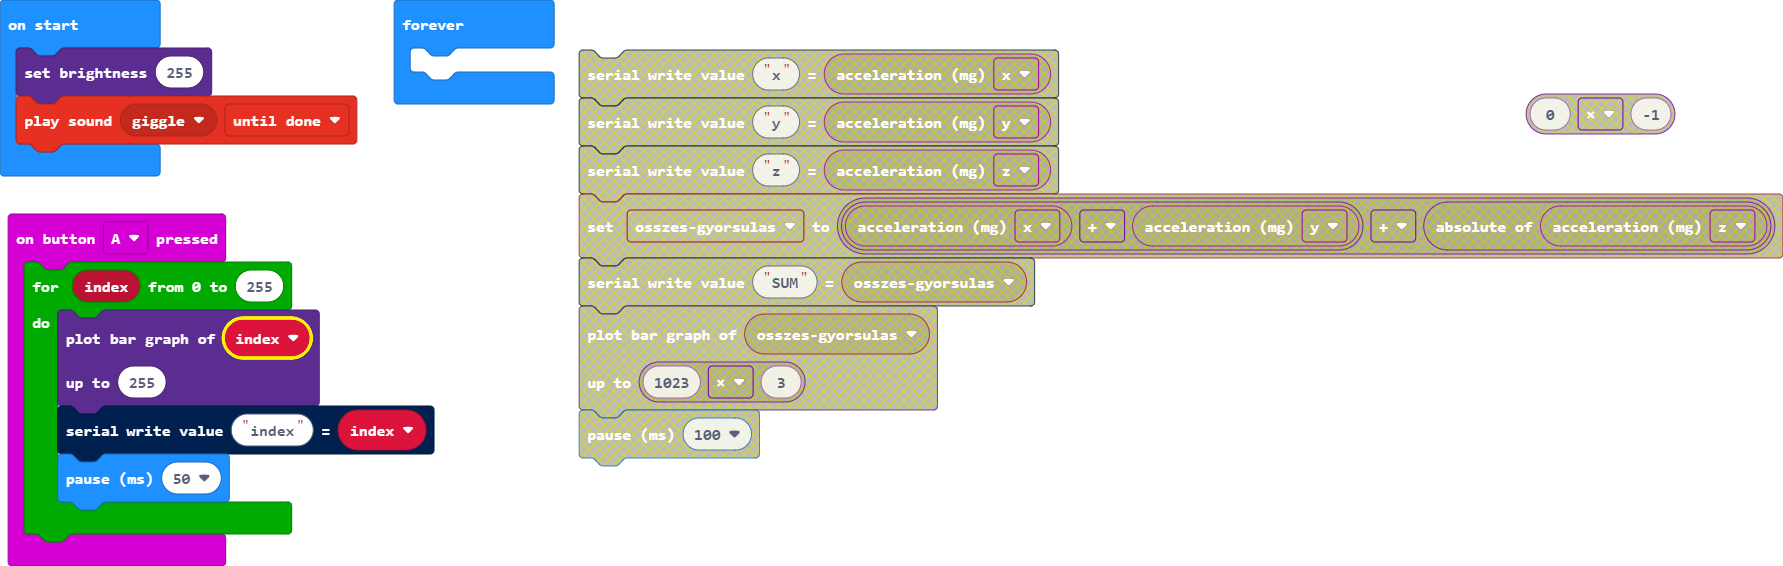 on start
set brightness 255
play sound giggle until done
forever
on button A pressed
for index from 0 to 255
do
plot bar graph of index
up to 255
serial write value "index" = index
pause (ms) 50
serial write value "x" = acceleration (mg) x
serial write value "y" = acceleration (mg) y
serial write value "z" = acceleration (mg) z
set osszes-gyorsulas to acceleration (mg) x + acceleration (mg) y + absolute of acceleration (mg) z
serial write value "SUM" = osszes-gyorsulas
plot bar graph of osszes-gyorsulas
up to 1023 × 3
pause (ms) 100
0 × -1